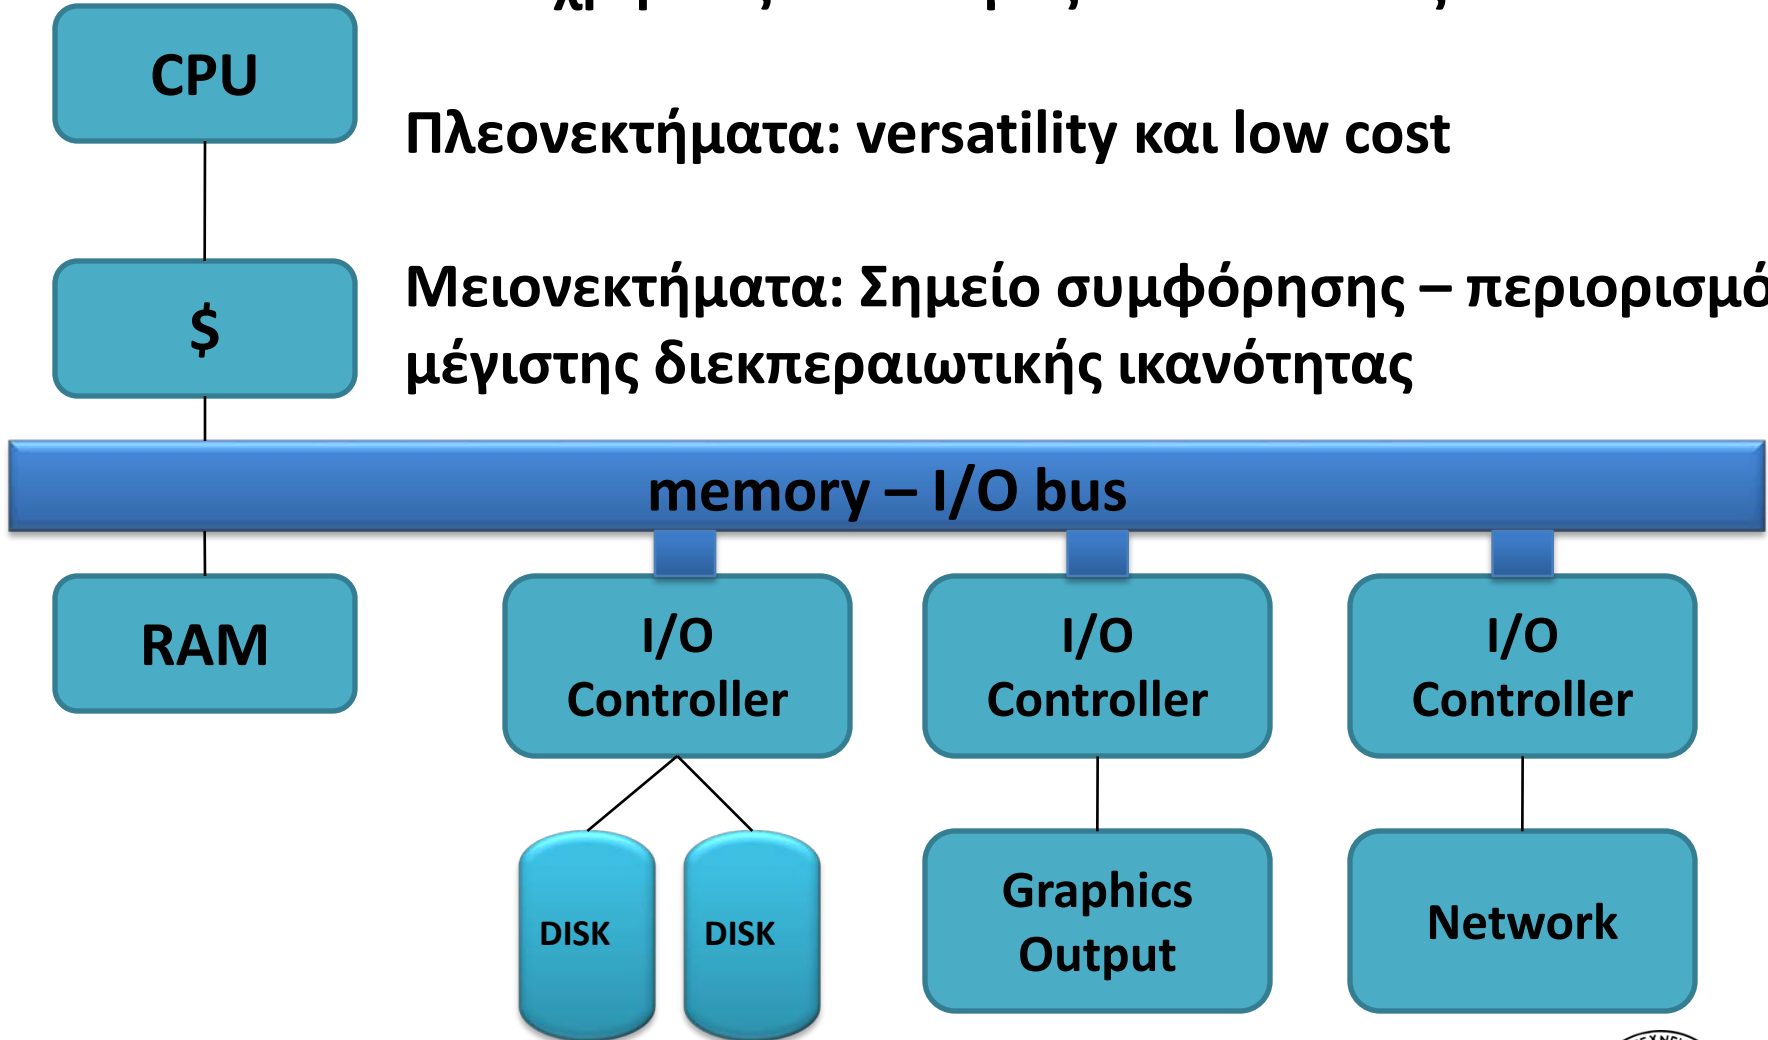 CPU
Πλεονεκτήματα: versatility και low cost
$
Μειονεκτήματα: Σημείο συμφόρησης – περιορισμό
μέγιστης διεκπεραιωτικής ικανότητας
memory – I/O bus
RAM
I/O
Controller
I/O
Controller
I/O
Controller
DISK
DISK
Graphics
Output
Network